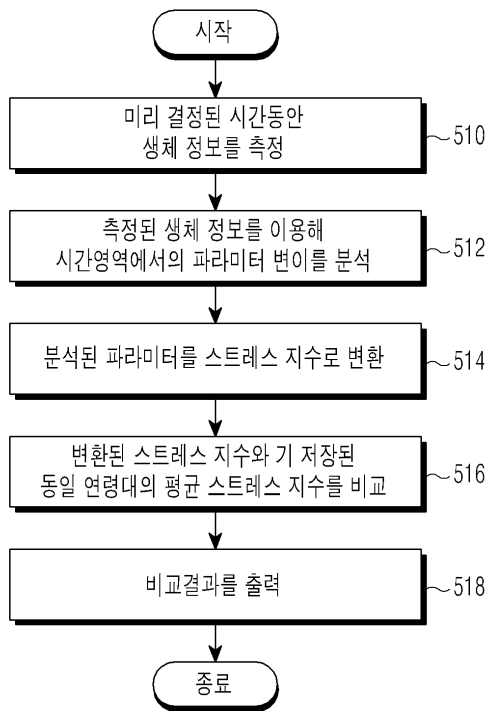 시작
미리 결정된 시간동안
생체 정보를 측정
510
측정된 생체 정보를 이용해
시간영역에서의 파라미터 변이를 분석
512
분석된 파라미터를 스트레스 지수로 변환
514
변환된 스트레스 지수와 기 저장된
동일 연령대의 평균 스트레스 지수를 비교
516
비교결과를 출력
518
종료